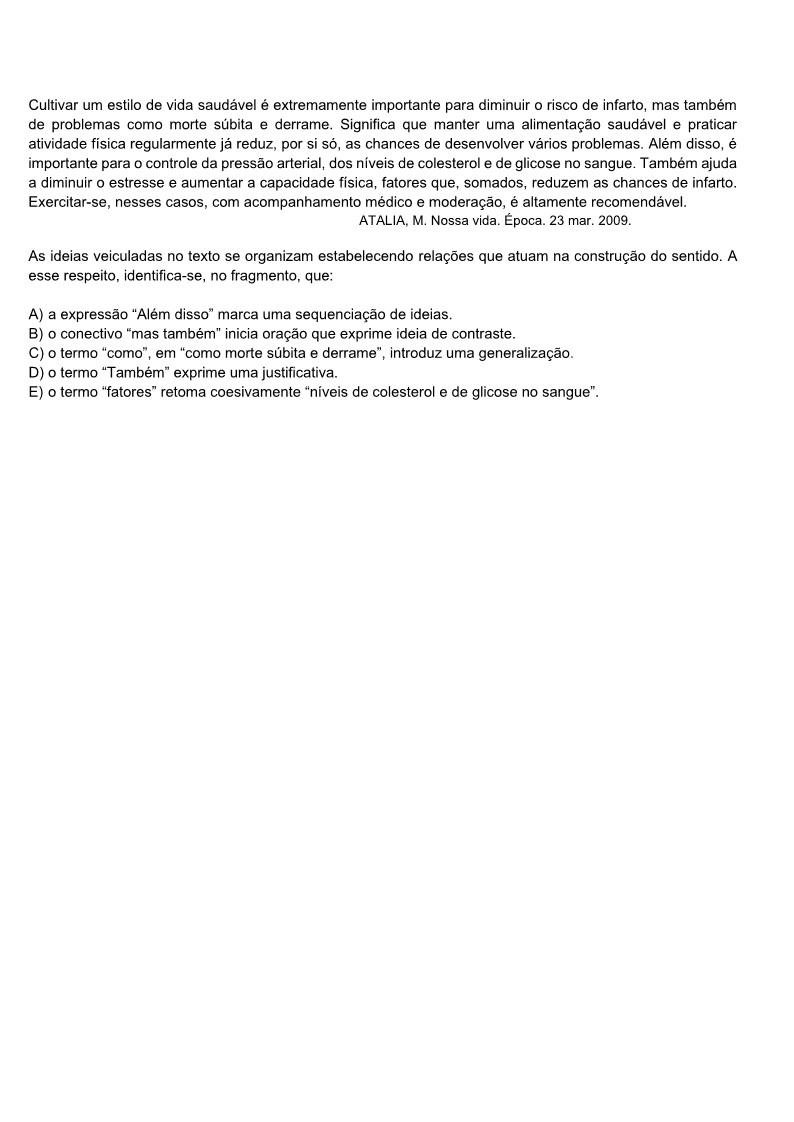 Cultivar um estilo de vida saudável é extremamente importante para diminuir o risco de infarto, mas também
de problemas como morte súbita e derrame. Significa que manter uma alimentação saudável e praticar
atividade física regularmente já reduz, por si só, as chances de desenvolver vários problemas. Além disso, é
importante para o controle da pressão arterial, dos níveis de colesterol e de glicose no sangue. Também ajuda
a diminuir o estresse e aumentar a capacidade física, fatores que, somados, reduzem as chances de infarto.
Exercitar-se, nesses casos, com acompanhamento médico e moderação, é altamente recomendável.
ATALIA, M. Nossa vida. Época. 23 mar. 2009.
As ideias veiculadas no texto se organizam estabelecendo relações que atuam na construção do sentido. A
esse respeito, identifica-se, no fragmento, que:
A) a expressão “Além disso” marca uma sequenciação de ideias.
B) o conectivo “mas também” inicia oração que exprime ideia de contraste.
C) o termo “como”, em “como morte súbita e derrame”, introduz uma generalização.
D) o termo “Também” exprime uma justificativa.
E) o termo “fatores” retoma coesivamente “níveis de colesterol e de glicose no sangue”.